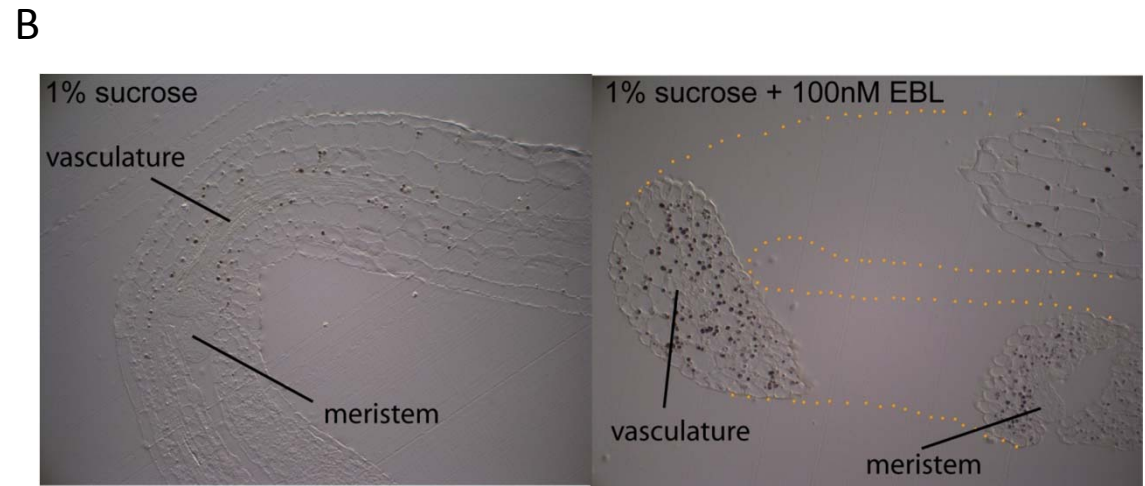 B
1% sucrose
vasculature
meristem
1% sucrose + 100nM EBL
vasculature
meristem